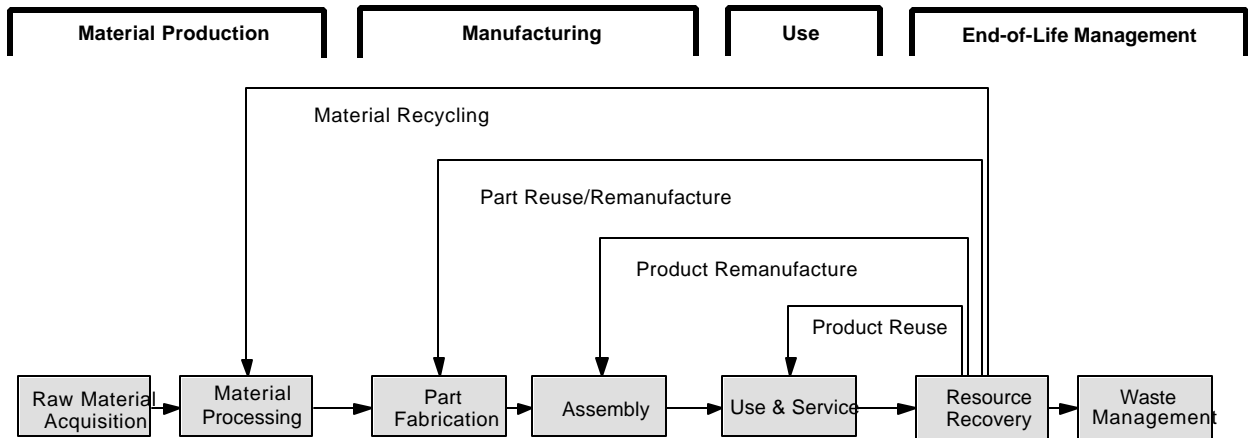 Material Production
Manufacturing
Use
End-of-Life Management
Material Recycling
Part Reuse/Remanufacture
Product Remanufacture
Product Reuse
Raw Material
Acquisition
Material
Processing
Part
Fabrication
Assembly
Use & Service
Resource
Recovery
Waste
Management